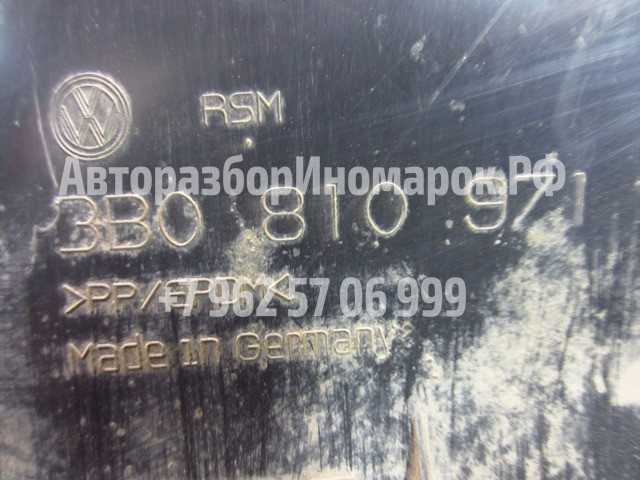 RSM
АвторазборИномарок.РФ
3B0 810 971
>PP/EPDM<
+7 962 57 06 999
Made in Germany